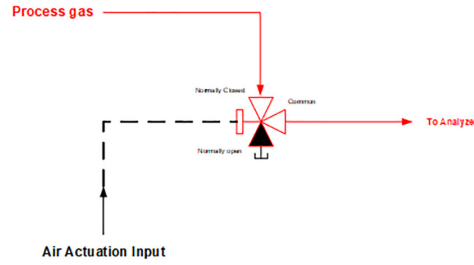 Process gas
Normally Closed
Common
To Analyze
Normally open
Air Actuation Input